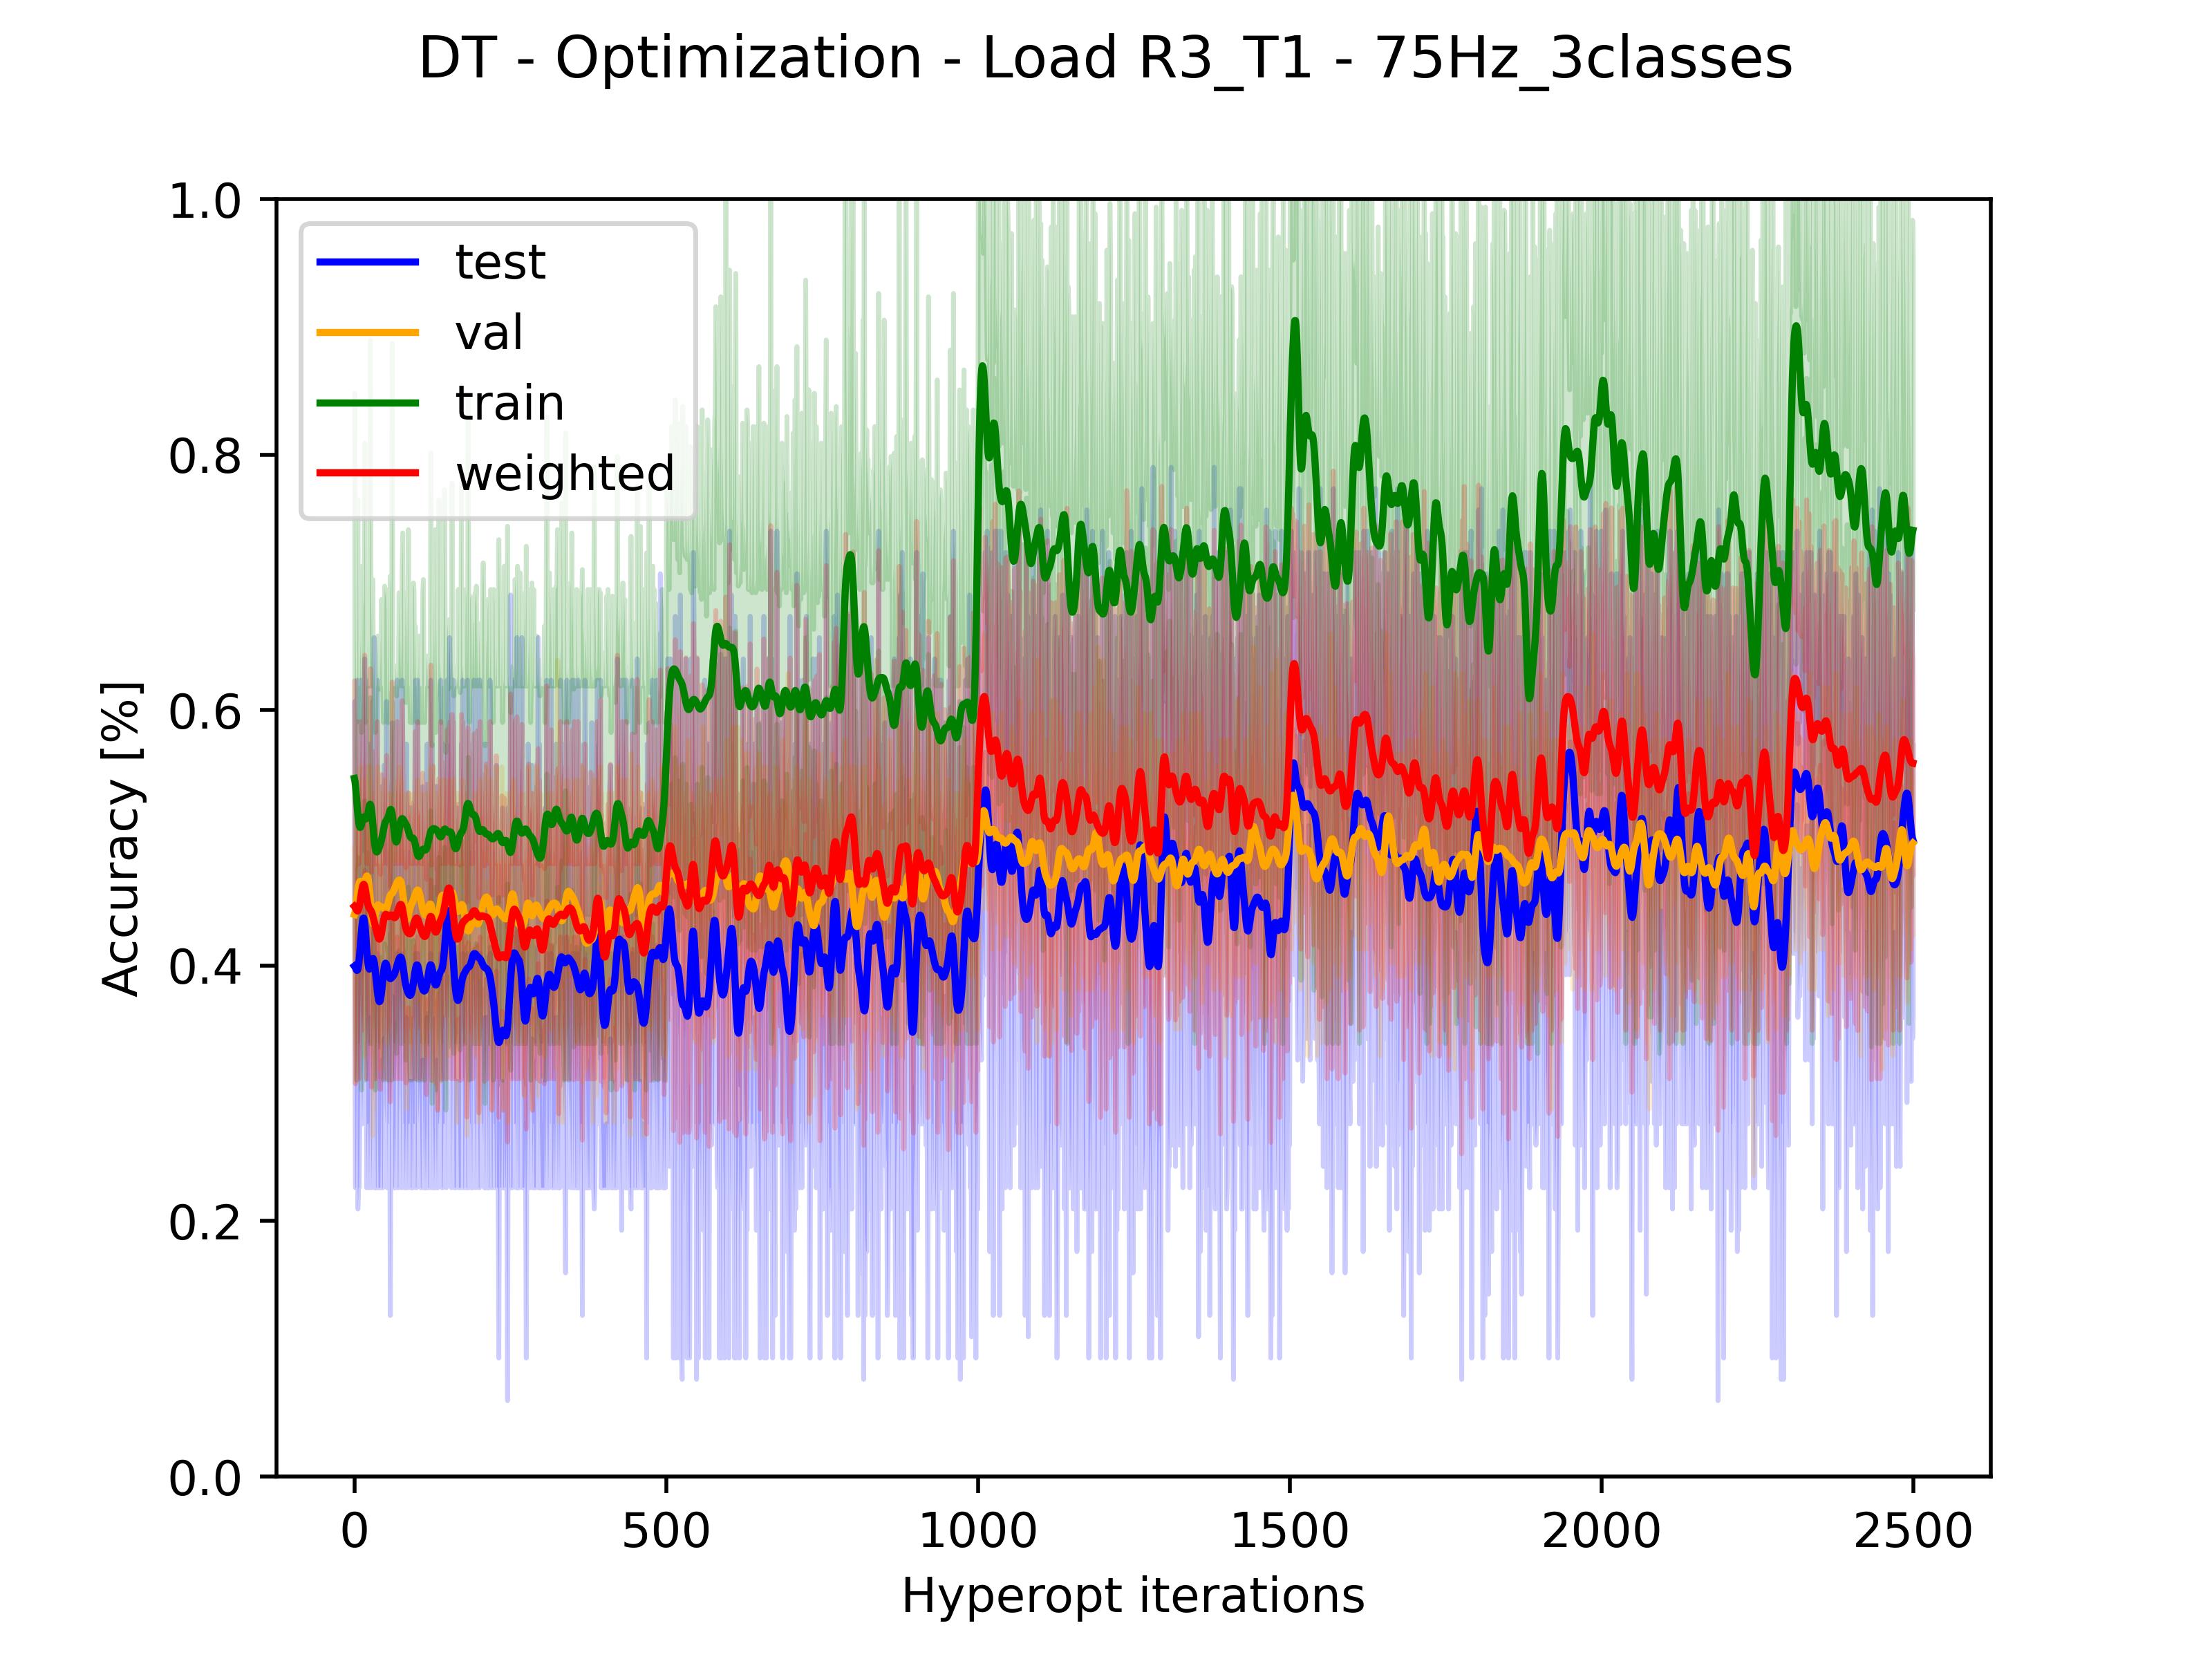 DT - Optimization - Load R3_T1 - 75Hz_3classes
1.0
0.8
0.6
0.4
0.2
0.0
Accuracy [%]
test
val
train
weighted
0 500 1000 1500 2000 2500
Hyperopt iterations